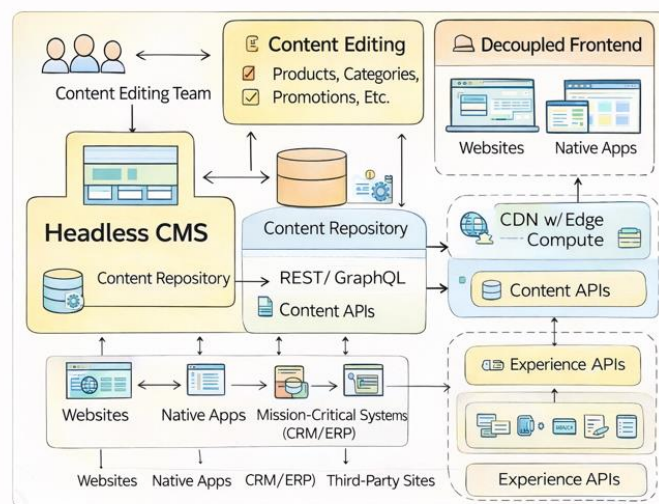 Content Editing Team
Content Editing
Products, Categories,
Promotions, Etc.
Decoupled Frontend
Websites
Native Apps
Headless CMS
Content Repository
Content Repository
REST/ GraphQL
Content APIs
CDN w/Edge
Compute
Content APIs
Experience APIs
Websites
Native Apps
Mission-Critical Systems
(CRM/ERP)
Websites
Native Apps
CRM/ERP)
Third-Party Sites
Experience APIs